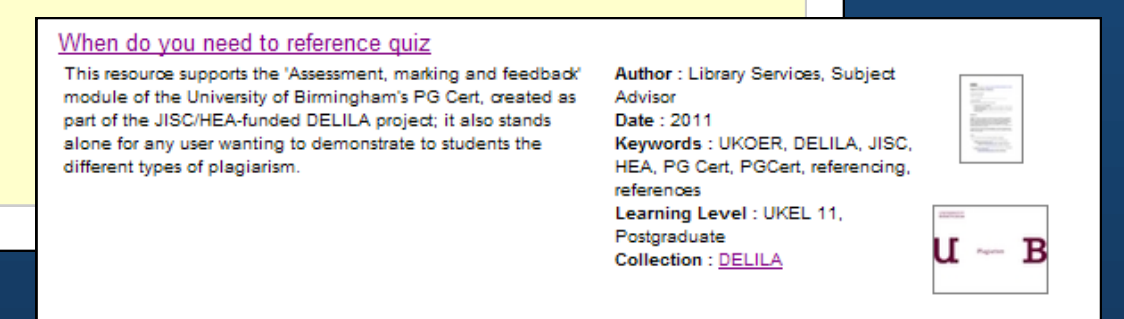 When do you need to reference quiz
This resource supports the 'Assessment, marking and feedback'
module of the University of Birmingham's PG Cert, created as
part of the JISC/HEA-funded DELILA project; it also stands
alone for any user wanting to demonstrate to students the
different types of plagiarism.
Author : Library Services, Subject
Advisor
Date : 2011
Keywords : UKOER, DELILA, JISC,
HEA, PG Cert, PGCert, referencing,
references
Learning Level : UKEL 11,
Postgraduate
Collection : DELILA
U Plagiarism B